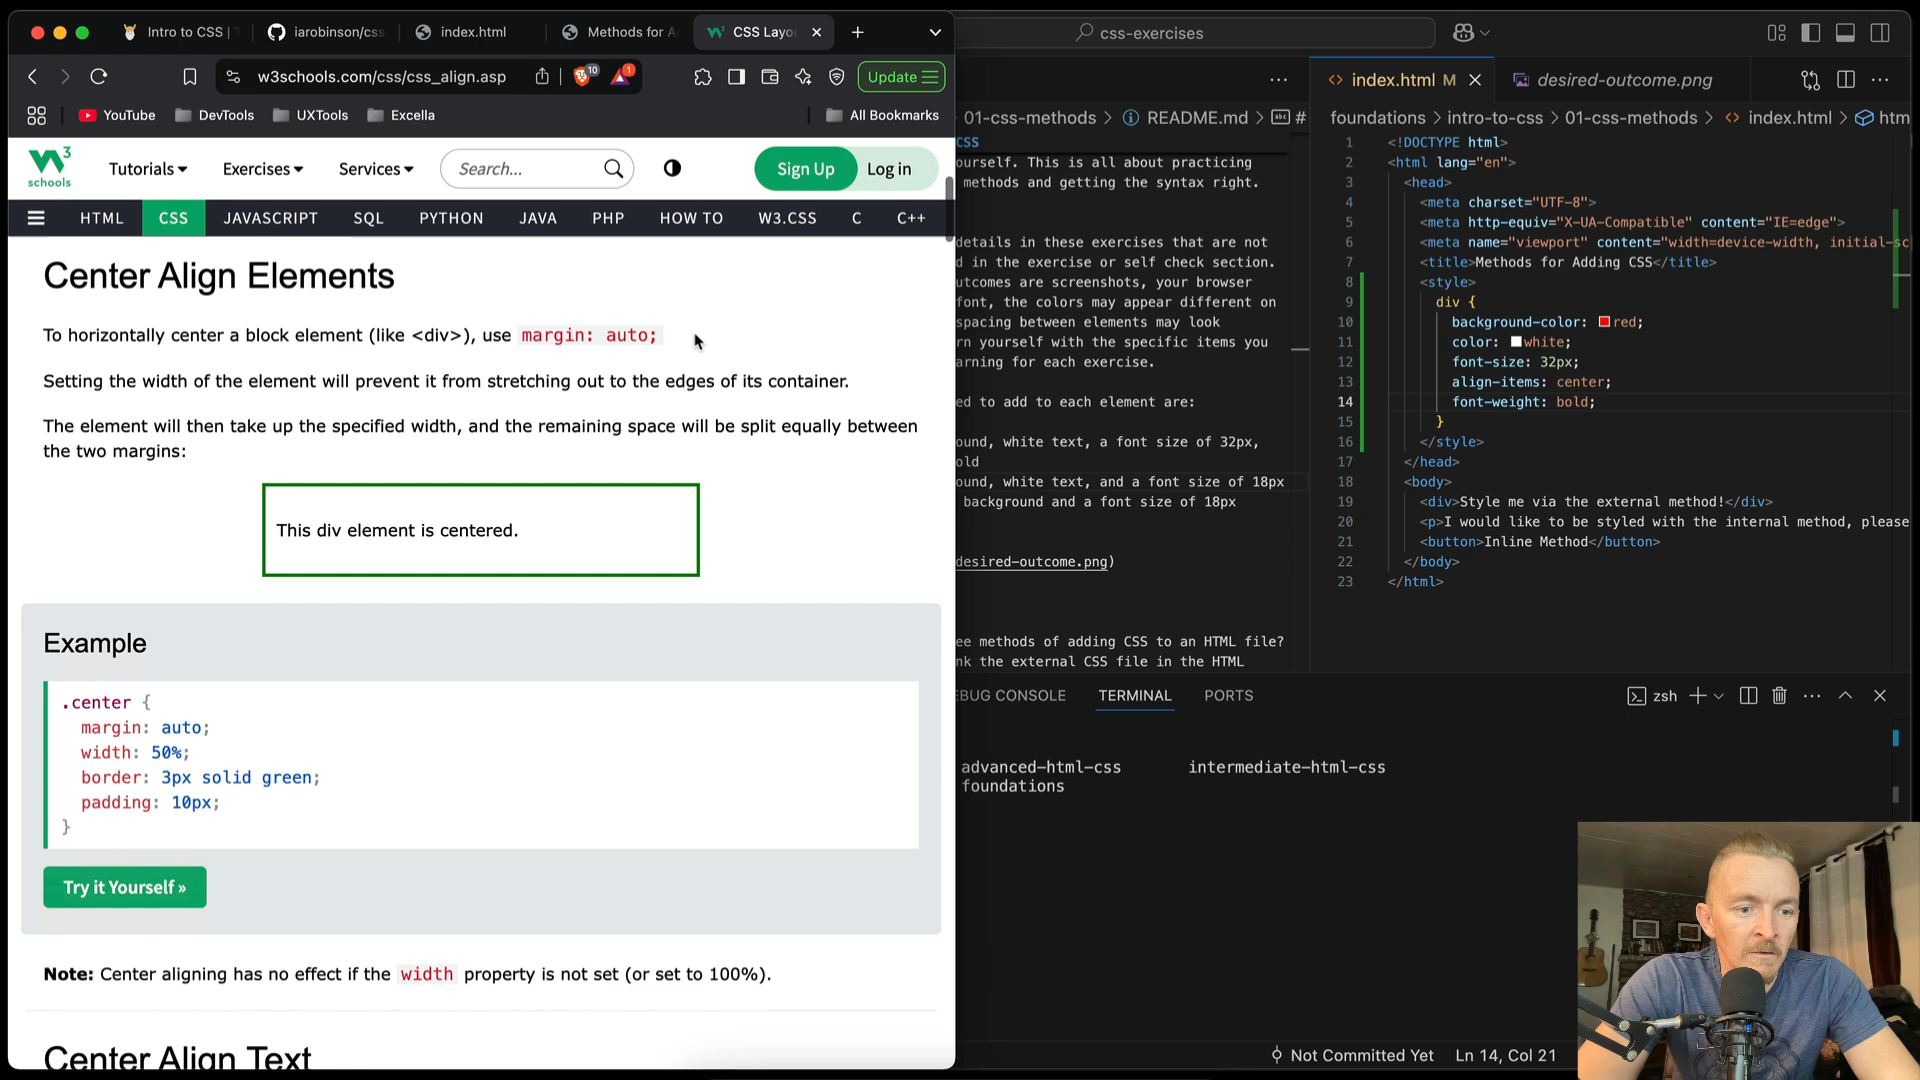 Intro to CSS | T
iarobinson/css
index.html
Methods for A
CSS Layo
w3schools.com/css/css_align.asp
10
1
Update
YouTube
DevTools
UXTools
Excella
All Bookmarks
3
schools
Tutorials
Exercises
Services
Search...
Sign Up
Log in
HTML
CSS
JAVASCRIPT
SQL
PYTHON
JAVA
PHP
HOW TO
W3.CSS
C
C++
Center Align Elements
To horizontally center a block element (like <div>), use margin: auto;
Setting the width of the element will prevent it from stretching out to the edges of its container.
The element will then take up the specified width, and the remaining space will be split equally between
the two margins:
This div element is centered.
Example
.center {
margin: auto;
width: 50%;
border: 3px solid green;
padding: 10px;
}
Try it Yourself »
Note: Center aligning has no effect if the width property is not set (or set to 100%).
Center Align Text
css-exercises
01-css-methods > README.md > #
CSS
ourself. This is all about practicing
methods and getting the syntax right.
details in these exercises that are not
d in the exercise or self check section.
utcomes are screenshots, your browser
font, the colors may appear different on
spacing between elements may look
rn yourself with the specific items you
arning for each exercise.
ed to add to each element are:
ound, white text, a font size of 32px,
old
ound, white text, and a font size of 18px
background and a font size of 18px
desired-outcome.png)
ee methods of adding CSS to an HTML file?
nk the external CSS file in the HTML
index.html M
desired-outcome.png
foundations > intro-to-css > 01-css-methods > index.html > htm
1 <!DOCTYPE html>
2 <html lang="en">
3 <head>
4 <meta charset="UTF-8">
5 <meta http-equiv="X-UA-Compatible" content="IE=edge">
6 <meta name="viewport" content="width=device-width, initial-sc
7 <title>Methods for Adding CSS</title>
8 <style>
9 div {
10 background-color: red;
11 color: white;
12 font-size: 32px;
13 align-items: center;
14 font-weight: bold;
15 }
16 </style>
17 </head>
18 <body>
19 <div>Style me via the external method!</div>
20 <p>I would like to be styled with the internal method, please
21 <button>Inline Method</button>
22 </body>
23 </html>
EBUG CONSOLE
TERMINAL
PORTS
zsh
advanced-html-css intermediate-html-css
foundations
Not Committed Yet
Ln 14, Col 21